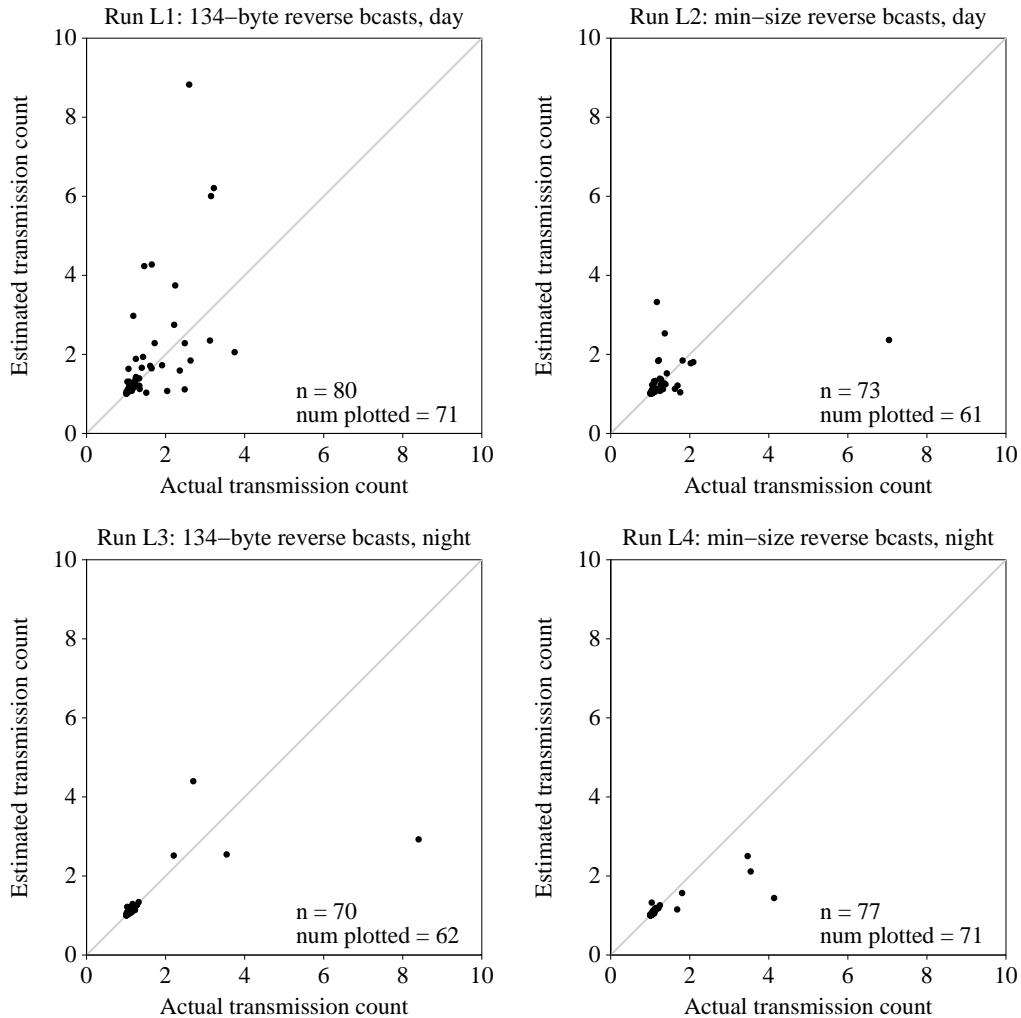 Run L1: 134−byte reverse bcasts, day
10
8
6
4
2
0
Estimated transmission count
n = 80
num plotted = 71
0 2 4 6 8 10
Actual transmission count
Run L2: min−size reverse bcasts, day
10
8
6
4
2
0
Estimated transmission count
n = 73
num plotted = 61
0 2 4 6 8 10
Actual transmission count
Run L3: 134−byte reverse bcasts, night
10
8
6
4
2
0
Estimated transmission count
n = 70
num plotted = 62
0 2 4 6 8 10
Actual transmission count
Run L4: min−size reverse bcasts, night
10
8
6
4
2
0
Estimated transmission count
n = 77
num plotted = 71
0 2 4 6 8 10
Actual transmission count